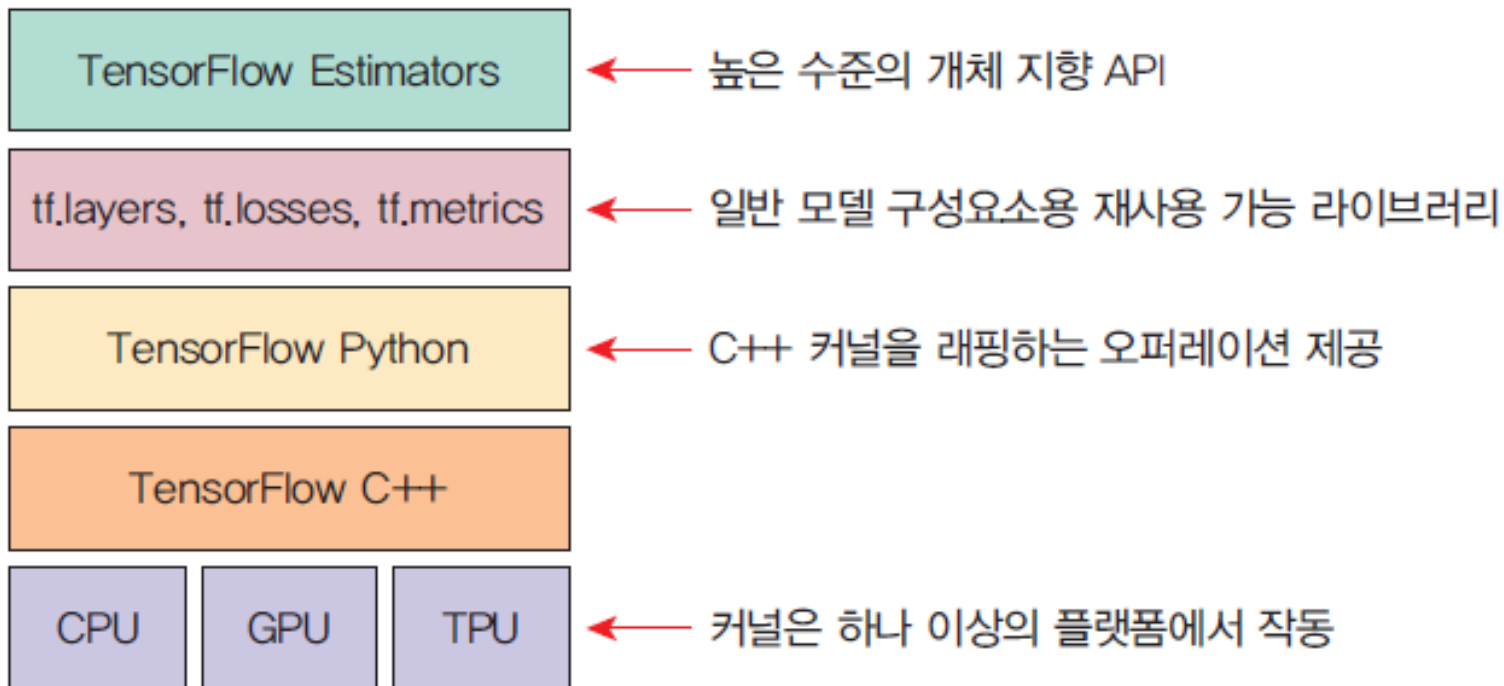 TensorFlow Estimators
높은 수준의 개체 지향 API
tf.layers, tf.losses, tf.metrics
일반 모델 구성요소용 재사용 가능 라이브러리
TensorFlow Python
C++ 커널을 래핑하는 오퍼레이션 제공
TensorFlow C++
CPU
GPU
TPU
커널은 하나 이상의 플랫폼에서 작동